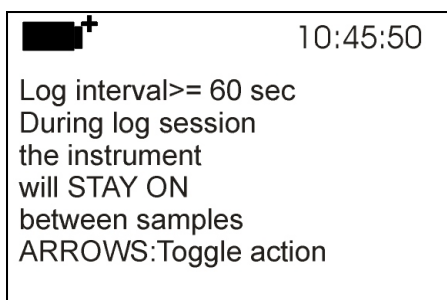 10:45:50
Log interval>= 60 sec
During log session
the instrument
will STAY ON
between samples
ARROWS:Toggle action